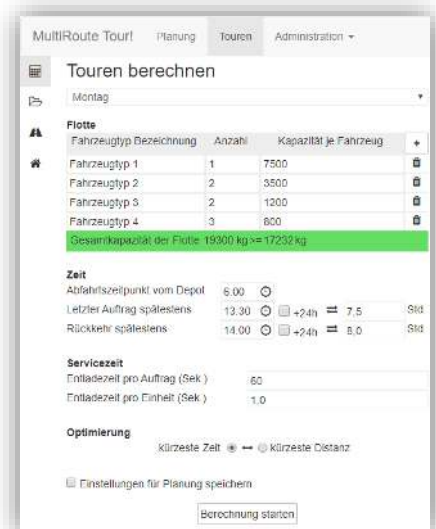 MultiRoute Tour! Planung Touren Administration
Touren berechnen
Montag
Flotte
Fahrzeugtyp Bezeichnung Anzahl Kapazität je Fahrzeug +
Fahrzeugtyp 1 1 7500
Fahrzeugtyp 2 2 3500
Fahrzeugtyp 3 2 1200
Fahrzeugtyp 4 3 800
Gesamtkapazität der Flotte 19300 kg >= 17232 kg
Zeit
Abfahrtszeitpunkt vom Depot 6.00
Letzter Auftrag spätestens 13.30 +24h 7,5 Std
Rückkehr spätestens 14.00 +24h 8,0 Std
Servicezeit
Entladezeit pro Auftrag (Sek.) 60
Entladezeit pro Einheit (Sek.) 1,0
Optimierung
kürzeste Zeit kürzeste Distanz
Einstellungen für Planung speichern
Berechnung starten